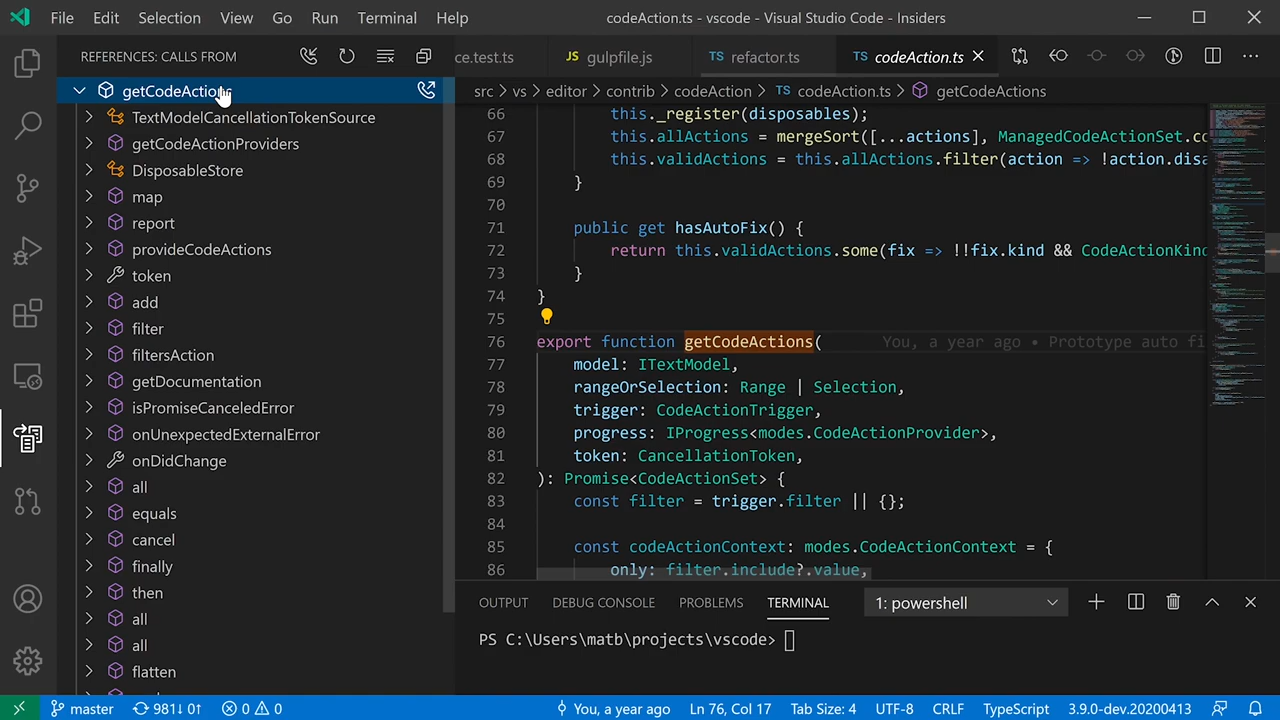 File Edit Selection View Go Run Terminal Help codeAction.ts - vscode - Visual Studio Code - Insiders
REFERENCES: CALLS FROM
getCodeActions
TextModelCancellationTokenSource
getCodeActionProviders
DisposableStore
map
report
provideCodeActions
token
add
filter
filtersAction
getDocumentation
isPromiseCanceledError
onUnexpectedExternalError
onDidChange
all
equals
cancel
finally
then
all
all
flatten
ce.test.ts JS gulpfile.js TS refactor.ts TS codeAction.ts
src > vs > editor > contrib > codeAction > TS codeAction.ts > getCodeActions
66 this._register(disposables);
67 this.allActions = mergeSort([...actions], ManagedCodeActionSet.co
68 this.validActions = this.allActions.filter(action => !action.disa
69 }
70
71 public get hasAutoFix() {
72 return this.validActions.some(fix => !!fix.kind && CodeActionKin
73 }
74 }
75
76 export function getCodeActions( You, a year ago • Prototype auto fi
77 model: ITextModel,
78 rangeOrSelection: Range | Selection,
79 trigger: CodeActionTrigger,
80 progress: IProgress<modes.CodeActionProvider>,
81 token: CancellationToken,
82 ): Promise<CodeActionSet> {
83 const filter = trigger.filter || {};
84
85 const codeActionContext: modes.CodeActionContext = {
86 only: filter.include?.value,
OUTPUT DEBUG CONSOLE PROBLEMS TERMINAL 1: powershell
PS C:\Users\matb\projects\vscode>
master 981↓ 0↑ 0 0 You, a year ago Ln 76, Col 17 Tab Size: 4 UTF-8 CRLF TypeScript 3.9.0-dev.20200413